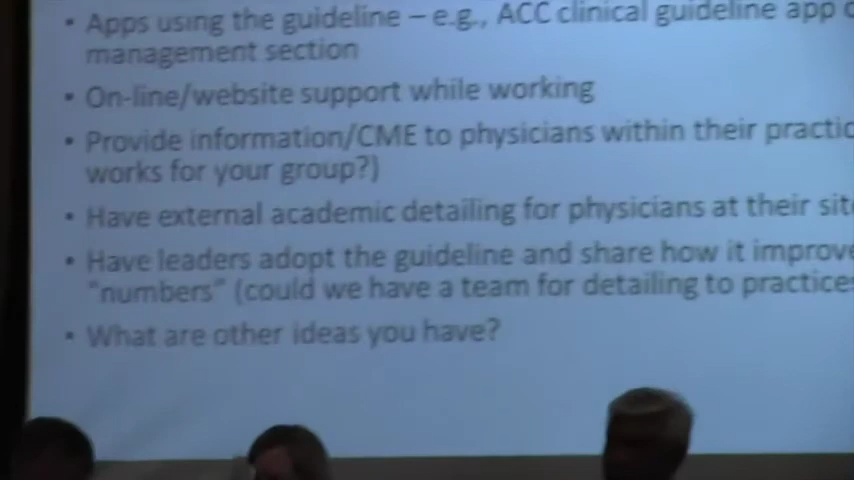 • Apps using the guideline – e.g., ACC clinical guideline app
management section
• On-line/website support while working
• Provide information/CME to physicians within their
works for your group?)
• Have external academic detailing for physicians at their
• Have leaders adopt the guideline and share how it
"numbers" (could we have a team for detailing to
• What are other ideas you have?